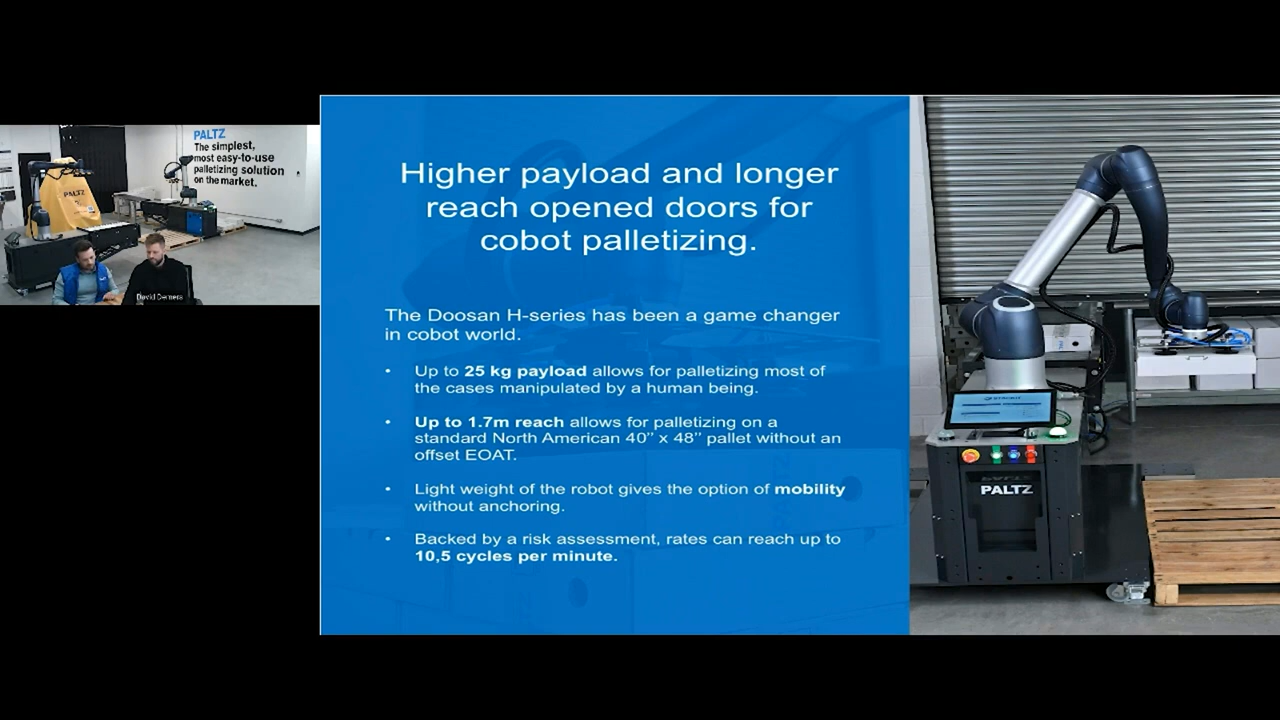 PALTZ
The simplest,
most easy-to-use
palletizing solution
on the market.
PALTZ
David Demers
Higher payload and longer
reach opened doors for
cobot palletizing.
The Doosan H-series has been a game changer
in cobot world.
• Up to 25 kg payload allows for palletizing most of
the cases manipulated by a human being.
• Up to 1.7m reach allows for palletizing on a
standard North American 40’’ x 48’’ pallet without an
offset EOAT.
• Light weight of the robot gives the option of mobility
without anchoring.
• Backed by a risk assessment, rates can reach up to
10,5 cycles per minute.
PALTZ